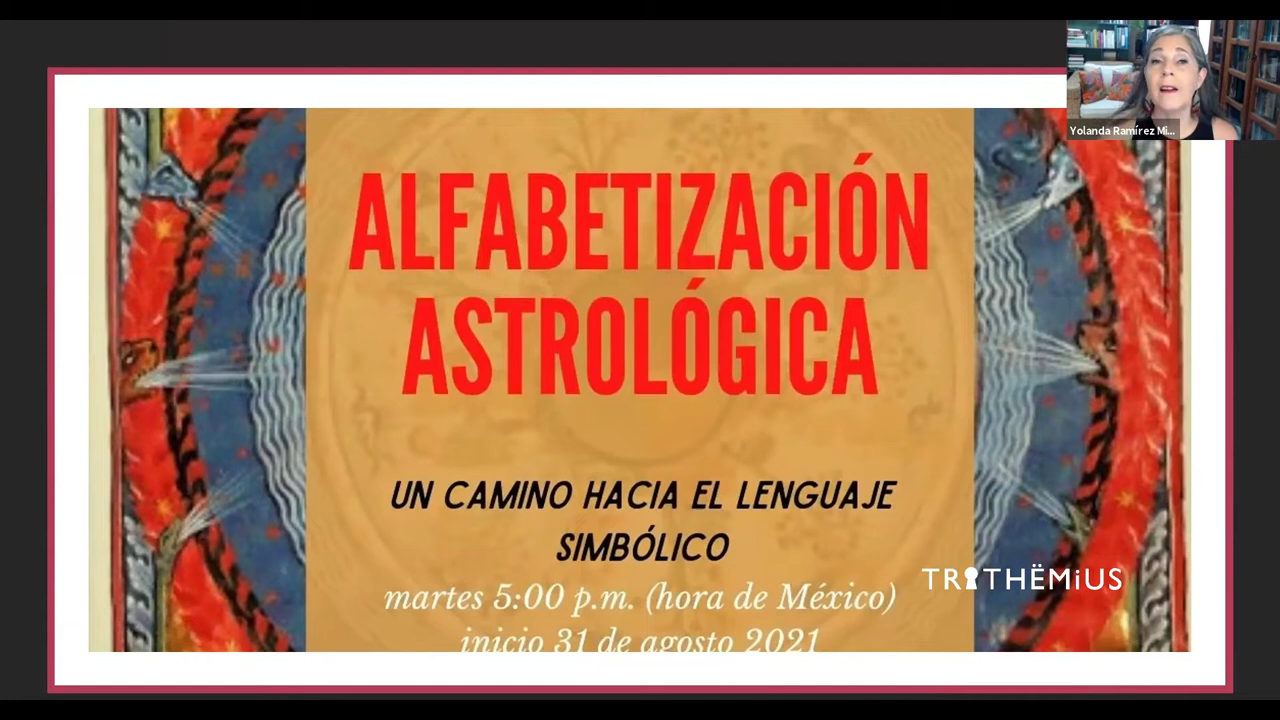 Yolanda Ramírez Mi...
ALFABETIZACIÓN
ASTROLÓGICA
UN CAMINO HACIA EL LENGUAJE
SIMBÓLICO
TRITHËMiUS
martes 5:00 p.m. (hora de México)
inicio 31 de agosto 2021